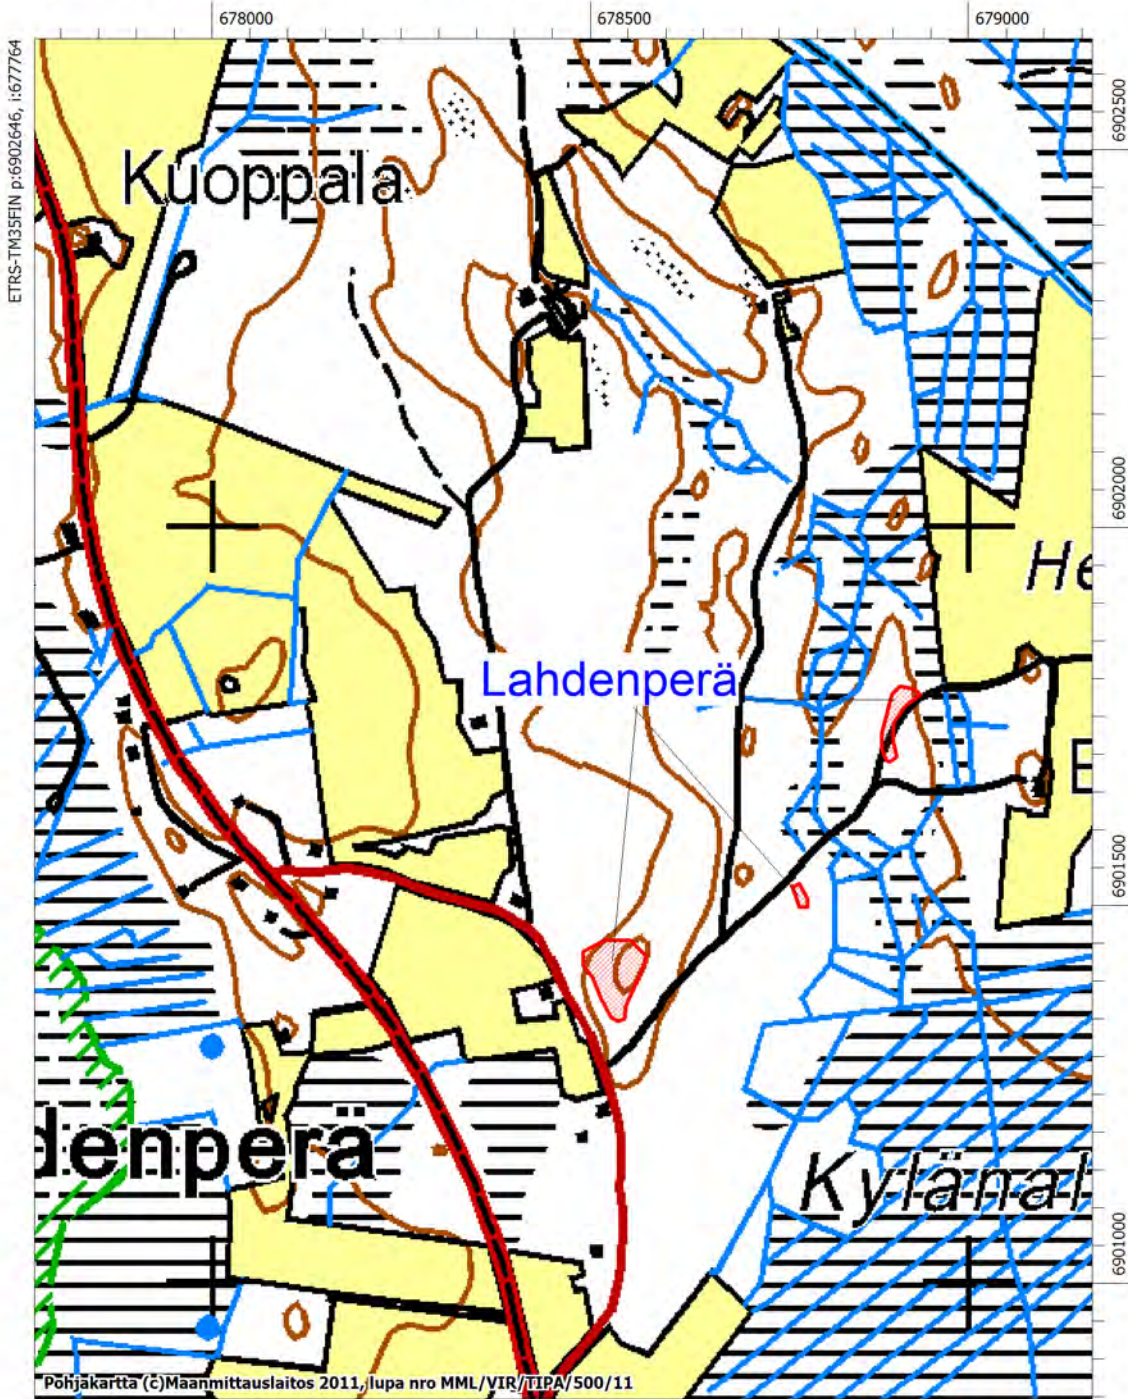 678000
678500
679000
ETRS-TM35FIN p:6902646, i:677764
6902500
Kuoppala
6902000
He
Lahdenperä
E
6901500
denperä
Kylänal
6901000
Pohjakartta (c)Maanmittauslaitos 2011, lupa nro MML/VIR/TIPA/500/11